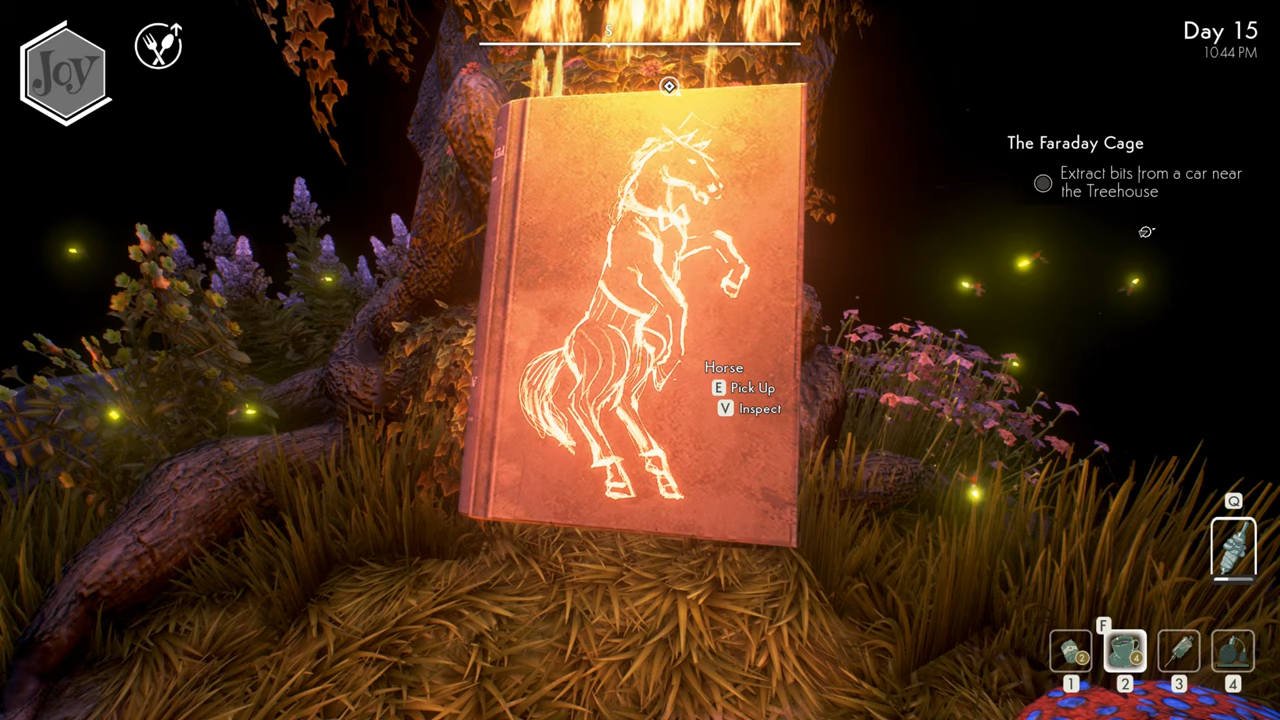 Joy
S
Day 15
10:44 PM
The Faraday Cage
Extract bits from a car near
the Treehouse
Horse
E Pick Up
V Inspect
Q
F
2
4
1
2
3
4